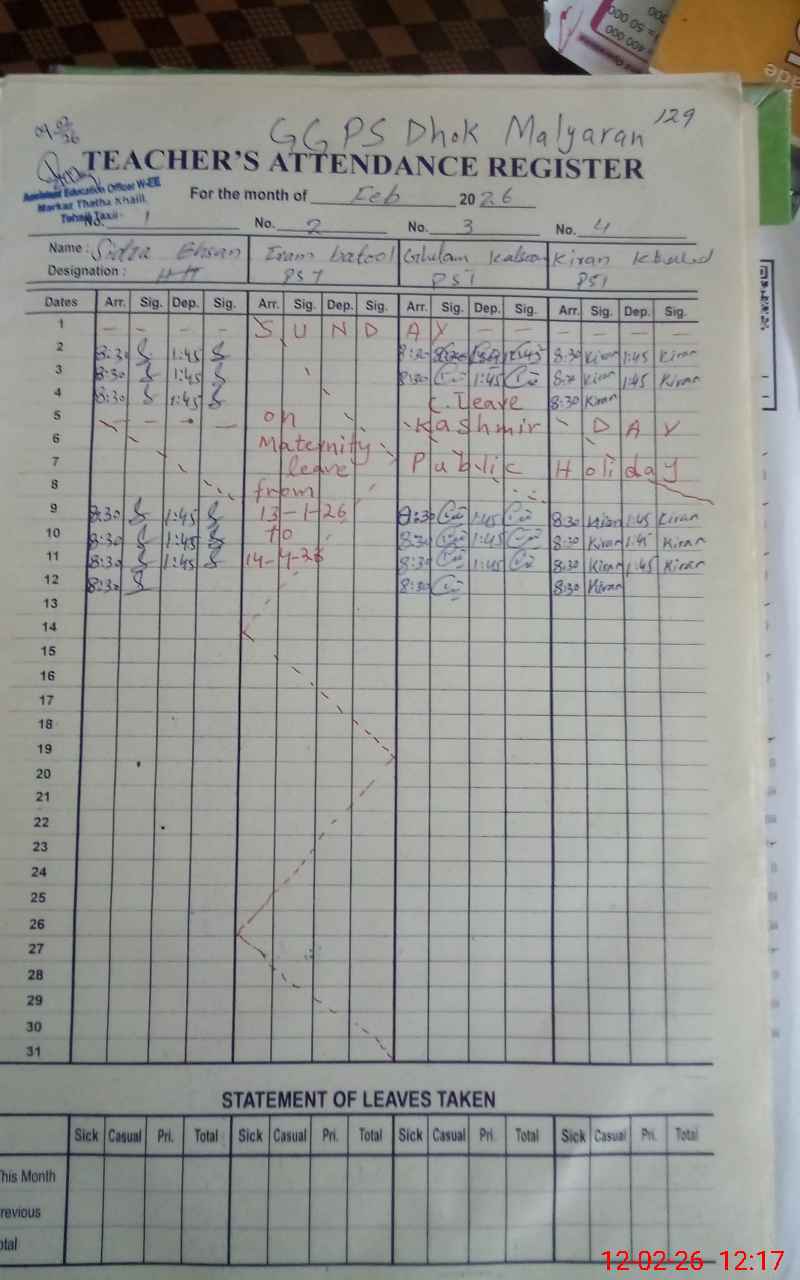 129
GGPS Dhok Malyaran
TEACHER'S ATTENDANCE REGISTER
Assistant Education Officer W-EE
Markaz Thatha Khalil
Tehsil Taxila
For the month of Feb 2026
No. 1 No. 2 No. 3 No. 4
Name : Sidra Ehsan Iram batool Ghulam Kalsoom Kiran Khalid
Designation : HT PST PST PST
Dates Arr. Sig. Dep. Sig. Arr. Sig. Dep. Sig. Arr. Sig. Dep. Sig. Arr. Sig. Dep. Sig.
1 S U N D A Y
2 8:30 1:45 8:30 1:45 8:30 Kiran 1:45 Kiran
3 8:30 1:45 8:30 1:45 8:30 Kiran 1:45 Kiran
4 8:30 1:45 C. Leave 8:30 Kiran
5 on Kashmir DAY
6 Maternity
7 leave Public Holiday
8 from
9 8:30 1:45 13-1-26 8:30 1:45 8:30 Kiran 1:45 Kiran
10 8:30 1:45 to 8:30 1:45 8:30 Kiran 1:45 Kiran
11 8:30 1:45 14-4-26 8:30 1:45 8:30 Kiran 1:45 Kiran
12 8:30 8:30 8:30 Kiran
13
14
15
16
17
18
19
20
21
22
23
24
25
26
27
28
29
30
31
STATEMENT OF LEAVES TAKEN
Sick Casual Pri. Total Sick Casual Pri. Total Sick Casual Pri. Total Sick Casual Pri. Total
This Month
revious
otal
12-02-26 12:17